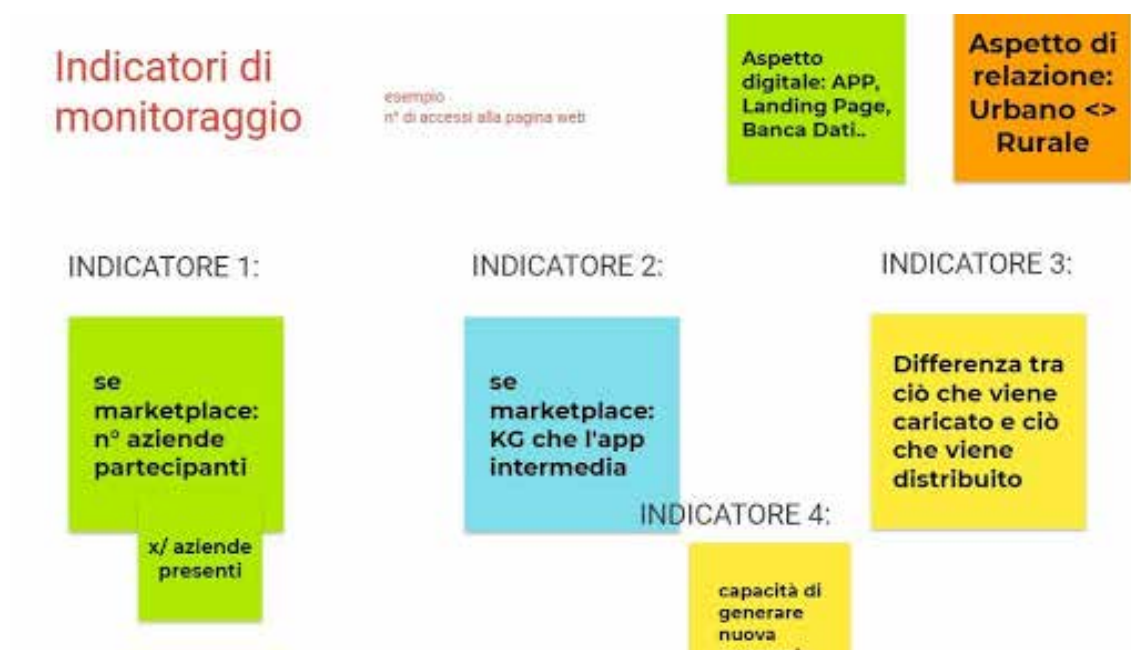 Indicatori di
monitoraggio
esempio
n° di accessi alla pagina web
Aspetto
digitale: APP,
Landing Page,
Banca Dati..
Aspetto di
relazione:
Urbano <>
Rurale
INDICATORE 1:
se
marketplace:
n° aziende
partecipanti
x/ aziende
presenti
INDICATORE 2:
se
marketplace:
KG che l'app
intermedia
INDICATORE 3:
Differenza tra
ciò che viene
caricato e ciò
che viene
distribuito
INDICATORE 4:
capacità di
generare
nuova